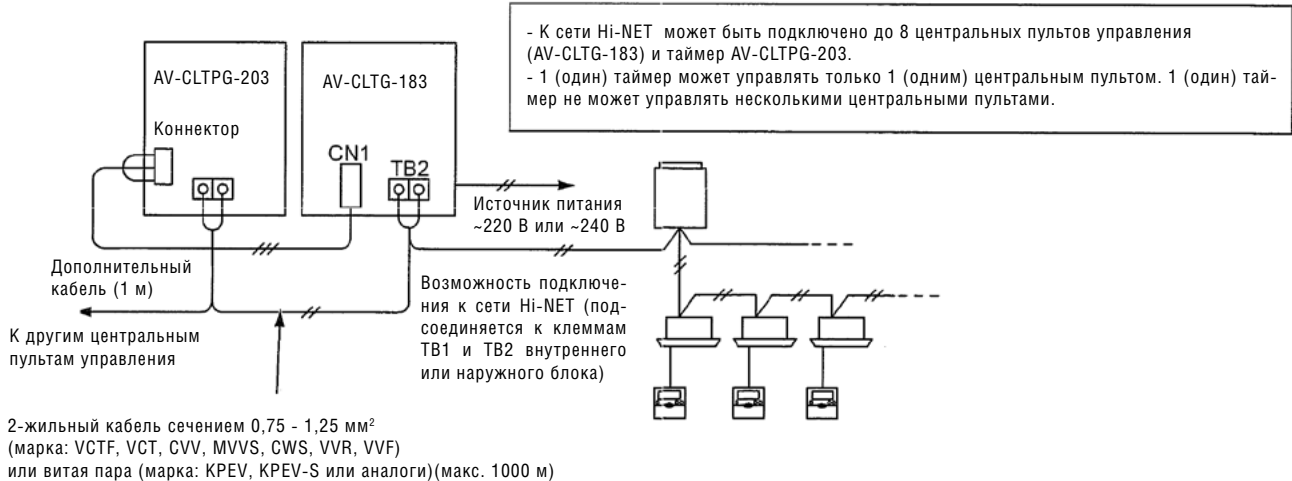 - К сети Hi-NET может быть подключено до 8 центральных пультов управления
(AV-CLTG-183) и таймер AV-CLTPG-203.
- 1 (один) таймер может управлять только 1 (одним) центральным пультом. 1 (один) тай-
мер не может управлять несколькими центральными пультами.
AV-CLTPG-203
AV-CLTG-183
Коннектор
CN1
TB2
Источник питания
~220 В или ~240 В
Дополнительный
кабель (1 м)
Возможность подключе-
ния к сети Hi-NET (под-
соединяется к клеммам
TB1 и TB2 внутреннего
или наружного блока)
К другим центральным
пультам управления
2-жильный кабель сечением 0,75 - 1,25 мм²
(марка: VCTF, VCT, CVV, MVVS, CWS, VVR, VVF)
или витая пара (марка: KPEV, KPEV-S или аналоги)(макс. 1000 м)